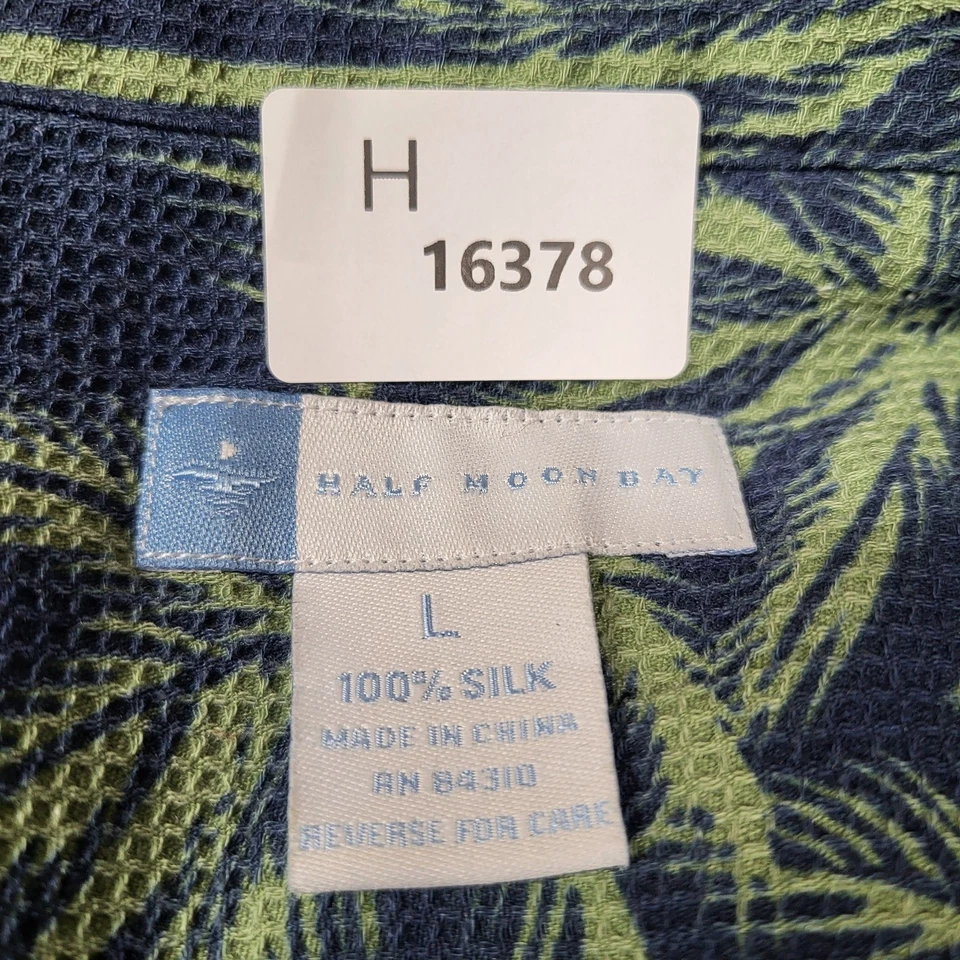 H
16378
HALF MOON BAY
L
100% SILK
MADE IN CHINA
RN 84310
REVERSE FOR CARE